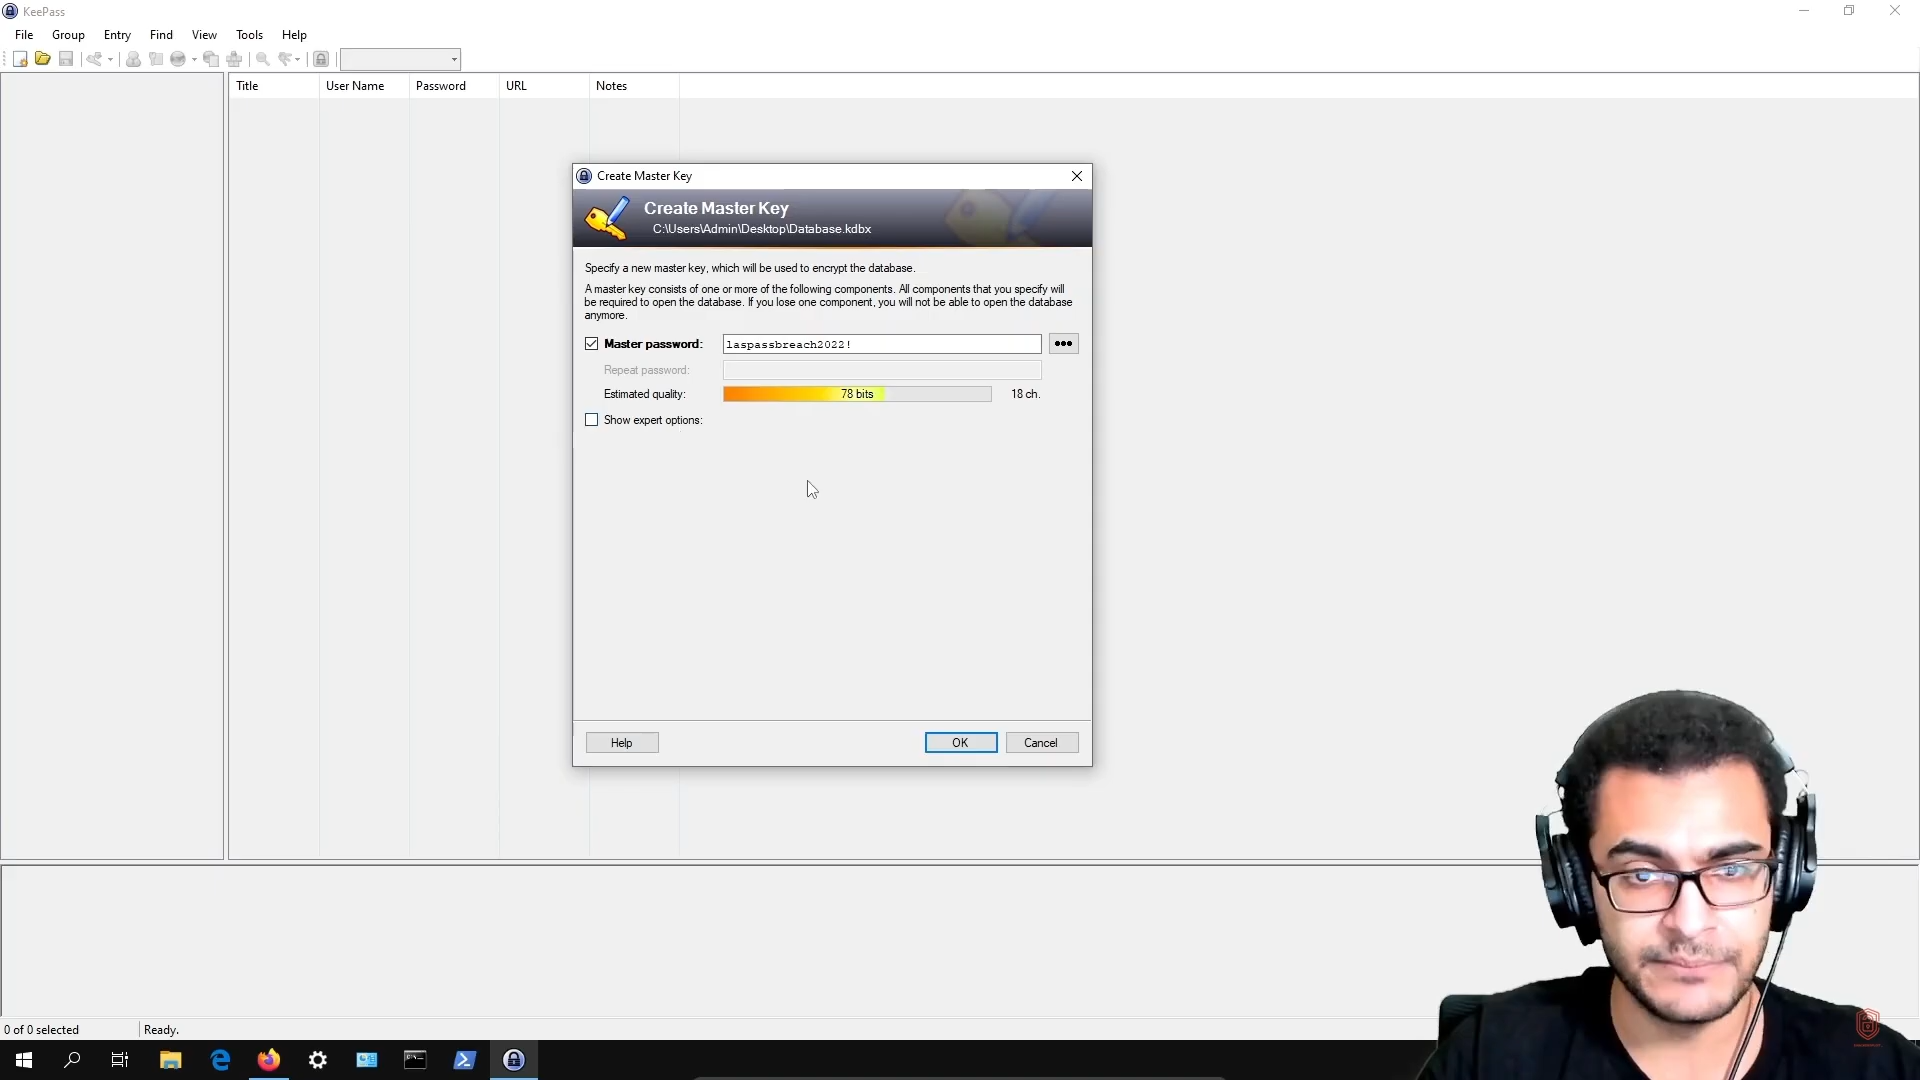 KeePass
File Group Entry Find View Tools Help
Title User Name Password URL Notes
Create Master Key
Create Master Key
C:\Users\Admin\Desktop\Database.kdbx
Specify a new master key, which will be used to encrypt the database.
A master key consists of one or more of the following components. All components that you specify will
be required to open the database. If you lose one component, you will not be able to open the database
anymore.
Master password: laspassbreach2022!
Repeat password:
Estimated quality: 78 bits 18 ch.
Show expert options:
Help OK Cancel
0 of 0 selected Ready.